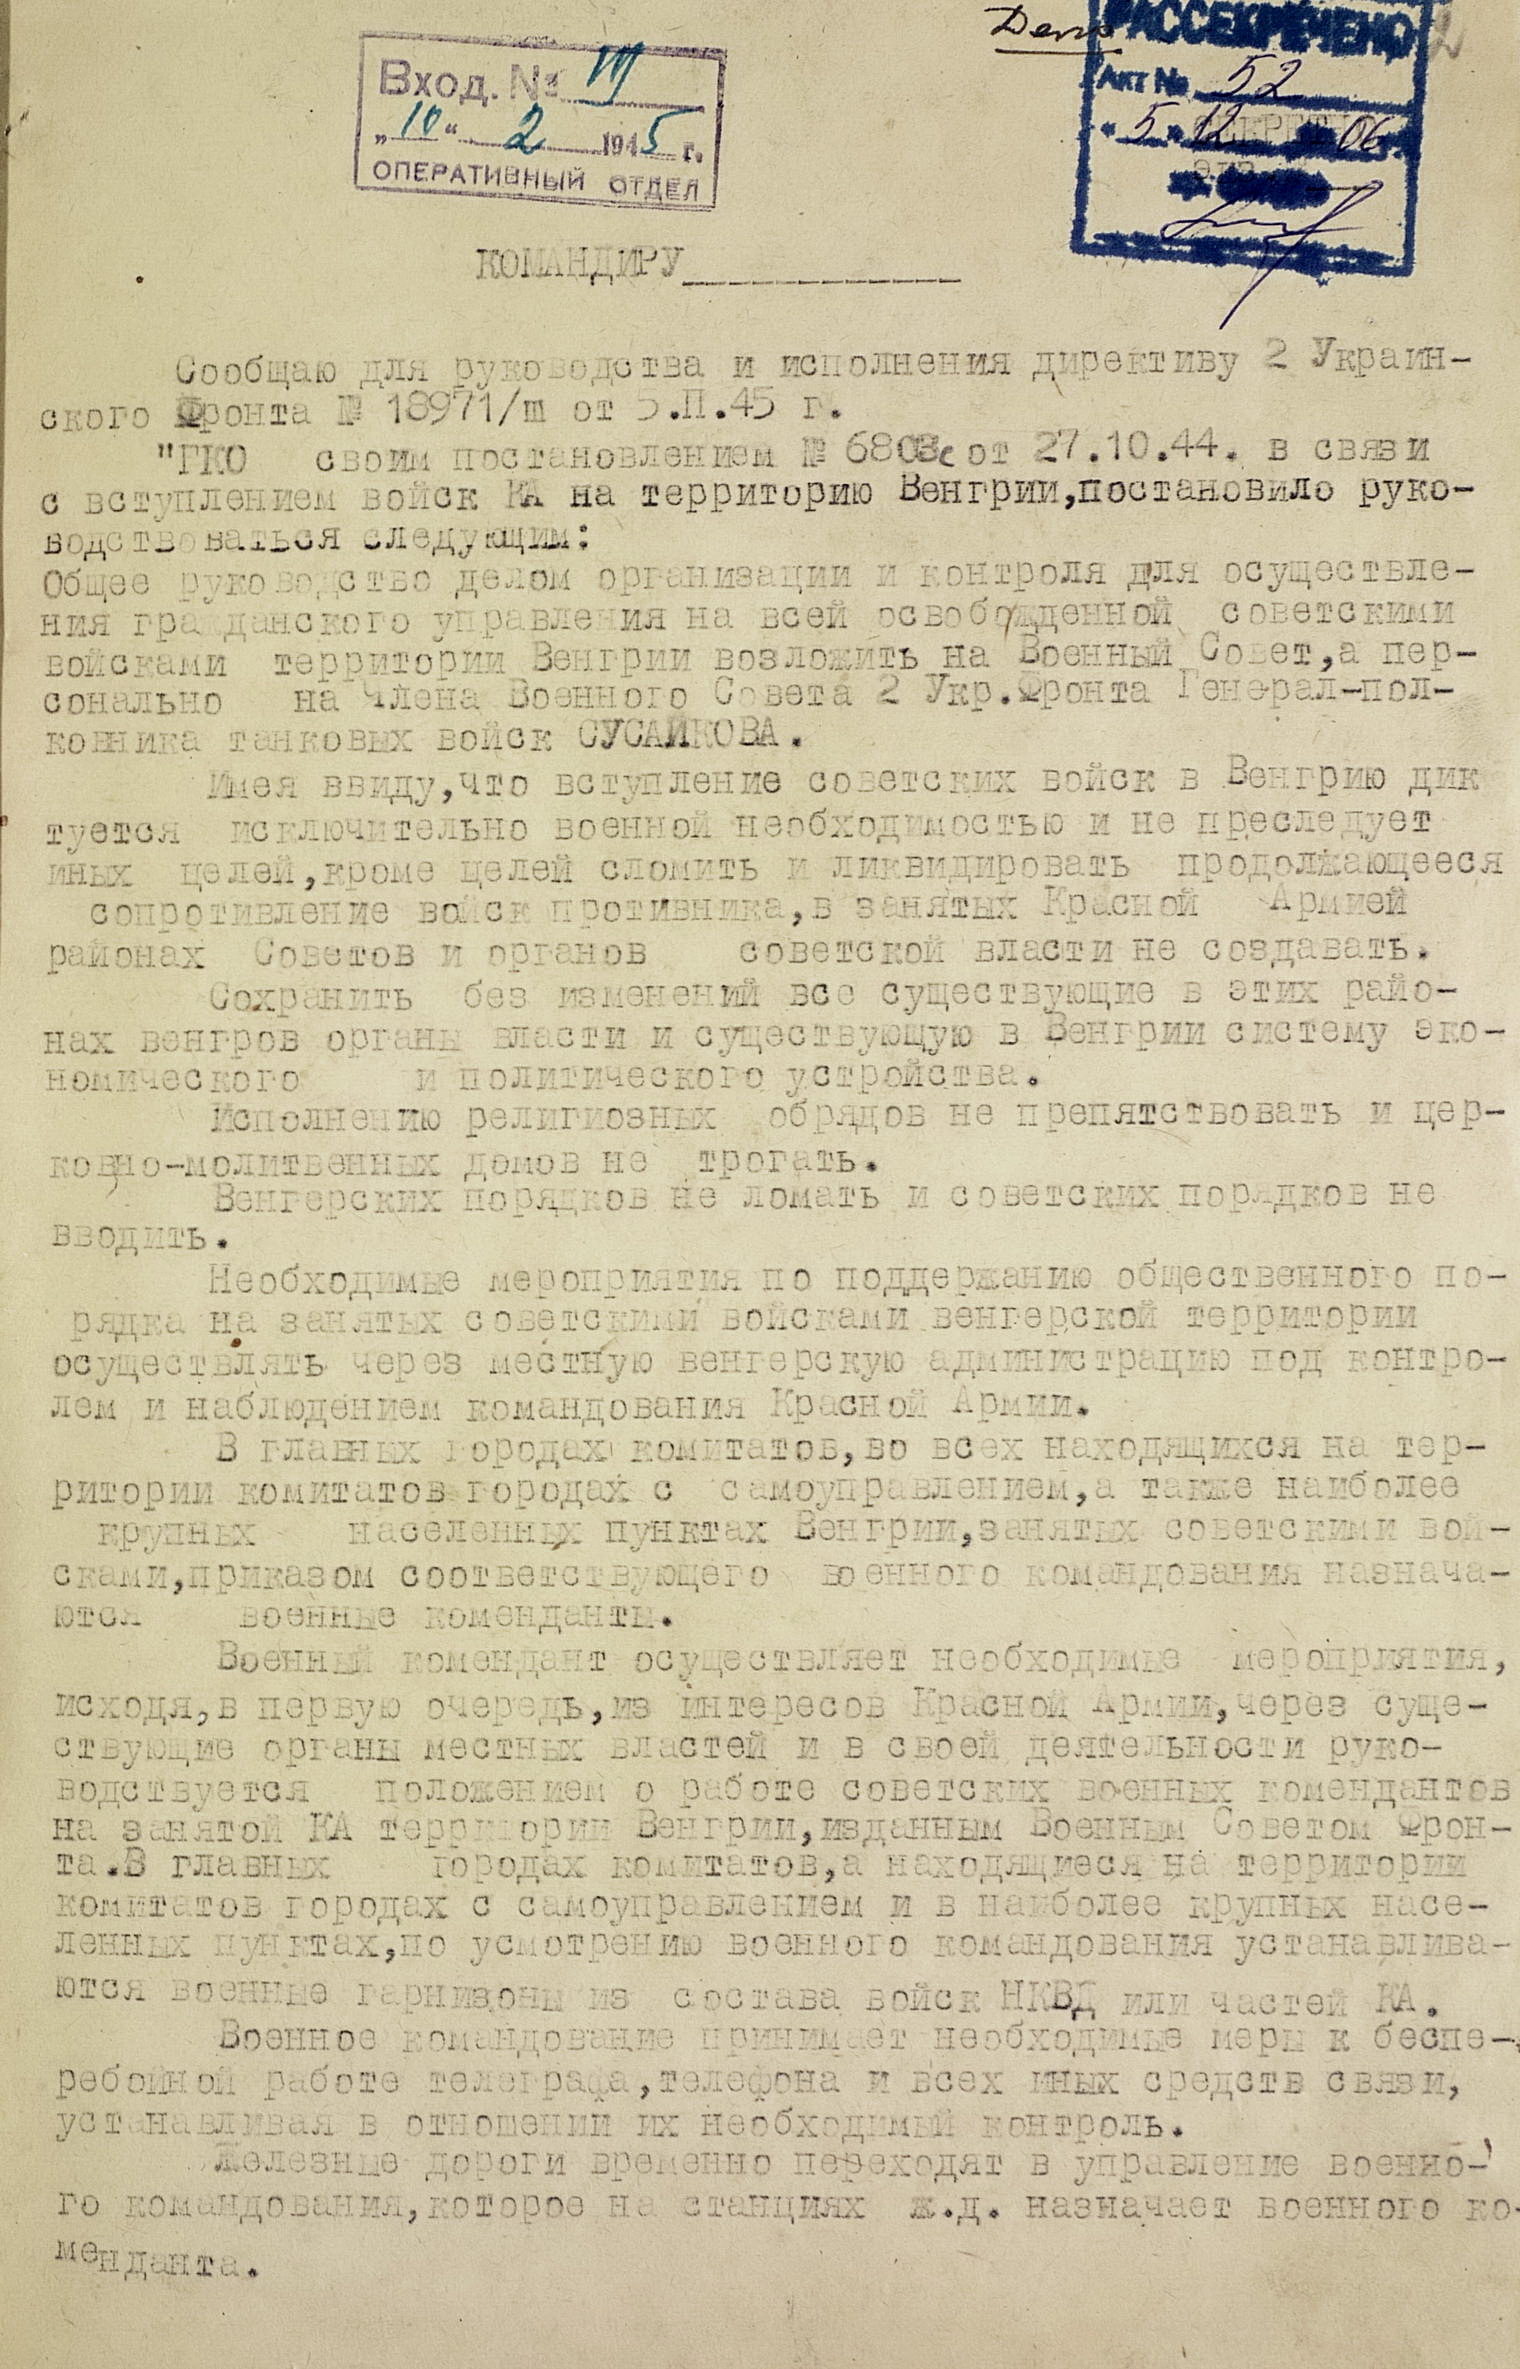 Дело
РАССЕКРЕЧЕНО
Вход. №
Акт № 52
"10" 2 1945 г.
"5" 12 06
ОПЕРАТИВНЫЙ ОТДЕЛ
КОМАНДИРУ____________
Сообщаю для руководства и исполнения директиву 2 Украин-
ского Фронта № 18971/ш от 5.II.45 г.
"ГКО своим постановлением № 6803с от 27.10.44. в связи
с вступлением войск КА на территорию Венгрии,постановило руко-
водствоваться следующим:
Общее руководство делом организации и контроля для осуществле-
ния гражданского управления на всей освобожденной советскими
войсками территории Венгрии возложить на Военный Совет,а пер-
сонально на Члена Военного Совета 2 Укр.Фронта Генерал-пол-
ковника танковых войск СУСАЙКОВА.
Имея ввиду,что вступление советских войск в Венгрию дик
туется исключительно военной необходимостью и не преследует
иных целей,кроме целей сломить и ликвидировать продолжающееся
сопротивление войск противника,в занятых Красной Армией
районах Советов и органов советской власти не создавать.
Сохранить без изменений все существующие в этих райо-
нах венгров органы власти и существующую в Венгрии систему эко-
номического и политического устройства.
Исполнению религиозных обрядов не препятствовать и цер-
ковно-молитвенных домов не трогать.
Венгерских порядков не ломать и советских порядков не
вводить.
Необходимые мероприятия по поддержанию общественного по-
рядка на занятых советскими войсками венгерской территории
осуществлять через местную венгерскую администрацию под контро-
лем и наблюдением командования Красной Армии.
В главных городах комитатов,во всех находящихся на тер-
ритории комитатов городах с самоуправлением,а также наиболее
крупных населенных пунктах Венгрии,занятых советскими вой-
сками,приказом соответствующего военного командования назнача-
ются военные коменданты.
Военный комендант осуществляет необходимые мероприятия,
исходя,в первую очередь,из интересов Красной Армии,через суще-
ствующие органы местных властей и в своей деятельности руко-
водствуется положением о работе советских военных комендантов
на занятой КА территории Венгрии,изданным Военным Советом Фрон-
та.В главных городах комитатов,а находящиеся на территории
комитатов городах с самоуправлением и в наиболее крупных насе-
ленных пунктах,по усмотрению военного командования устанавлива-
ются военные гарнизоны из состава войск НКВД или частей КА.
Военное командование принимает необходимые меры к беспе-
ребойной работе телеграфа,телефона и всех иных средств связи,
устанавливая в отношении их необходимый контроль.
Железные дороги временно переходят в управление военно-
го командования,которое на станциях ж.д. назначает военного ко-
менданта.